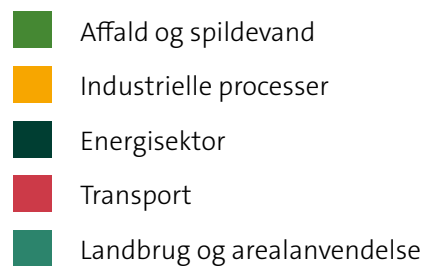 Affald og spildevand
Industrielle processer
Energisektor
Transport
Landbrug og arealanvendelse